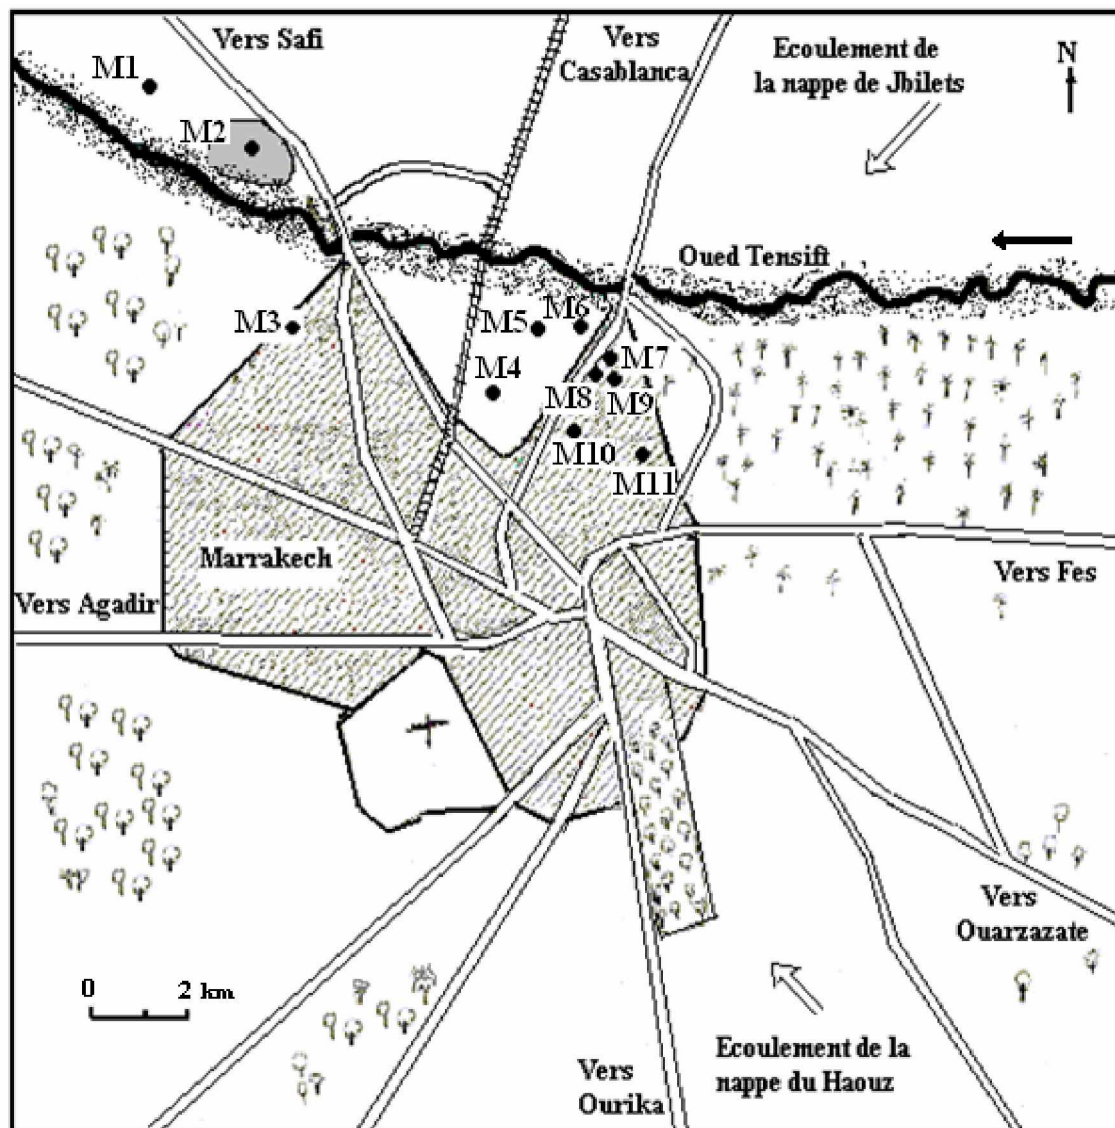 Vers Safi
Vers
Casablanca
Ecoulement de
la nappe de Jbilets
N
M1
M2
Oued Tensift
M3
M5
M6
M4
M7
M8
M9
M10
M11
Marrakech
Vers Fes
Vers Agadir
Vers
Ouarzazate
0 2 km
Ecoulement de la
nappe du Haouz
Vers
Ourika